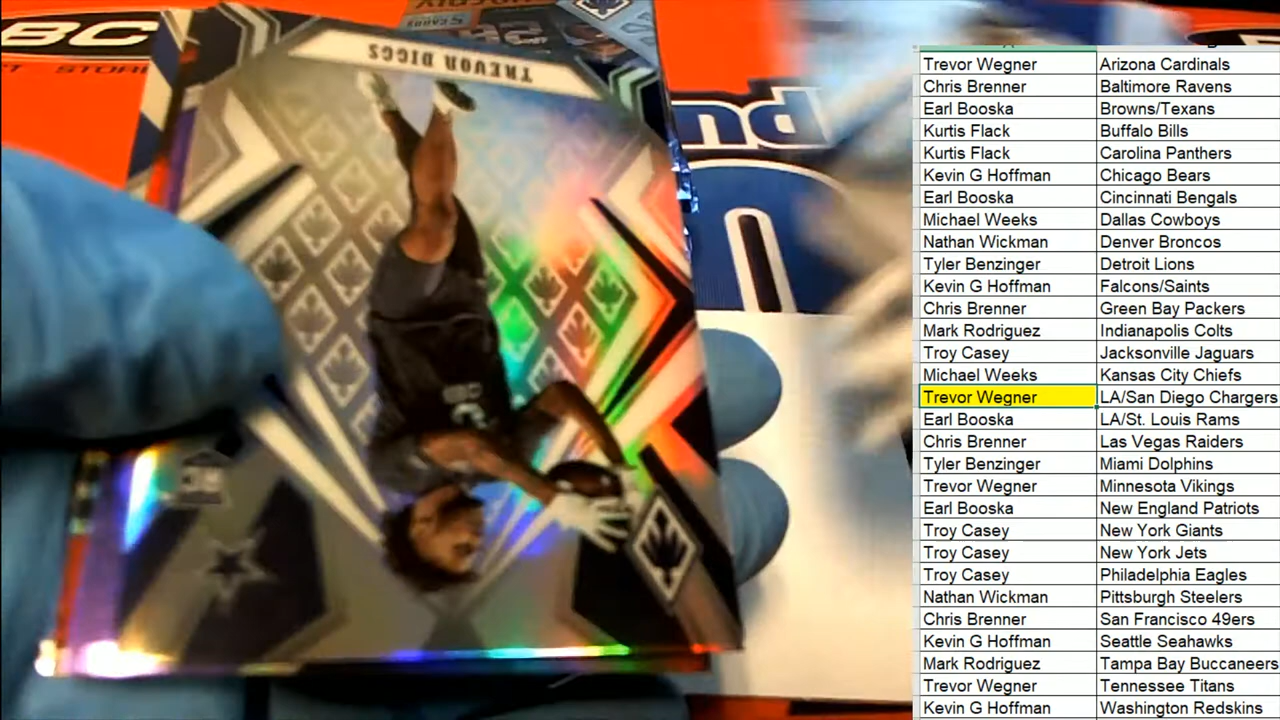 BC
TREVOR DIGGS
5 CARDS
Trevor Wegner Arizona Cardinals
Chris Brenner Baltimore Ravens
Earl Booska Browns/Texans
Kurtis Flack Buffalo Bills
Kurtis Flack Carolina Panthers
Kevin G Hoffman Chicago Bears
Earl Booska Cincinnati Bengals
Michael Weeks Dallas Cowboys
Nathan Wickman Denver Broncos
Tyler Benzinger Detroit Lions
Kevin G Hoffman Falcons/Saints
Chris Brenner Green Bay Packers
Mark Rodriguez Indianapolis Colts
Troy Casey Jacksonville Jaguars
Michael Weeks Kansas City Chiefs
Trevor Wegner LA/San Diego Chargers
Earl Booska LA/St. Louis Rams
Chris Brenner Las Vegas Raiders
Tyler Benzinger Miami Dolphins
Trevor Wegner Minnesota Vikings
Earl Booska New England Patriots
Troy Casey New York Giants
Troy Casey New York Jets
Troy Casey Philadelphia Eagles
Nathan Wickman Pittsburgh Steelers
Chris Brenner San Francisco 49ers
Kevin G Hoffman Seattle Seahawks
Mark Rodriguez Tampa Bay Buccaneers
Trevor Wegner Tennessee Titans
Kevin G Hoffman Washington Redskins